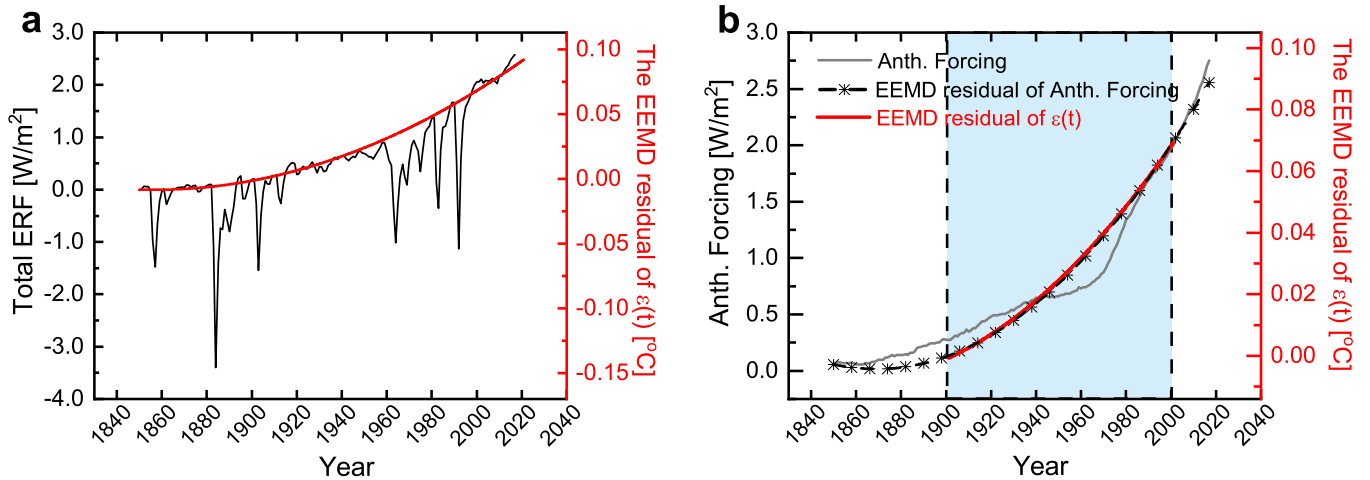 a
3.0
2.0
1.0
0.0
-1.0
-2.0
-3.0
-4.0
Total ERF [W/m²]
1840 1860 1880 1900 1920 1940 1960 1980 2000 2020 2040
Year
0.10
0.05
0.00
-0.05
-0.10
-0.15
The EEMD residual of ε(t) [°C]
b
3.0
2.5
2.0
1.5
1.0
0.5
0.0
Anth. Forcing [W/m²]
Anth. Forcing
EEMD residual of Anth. Forcing
EEMD residual of ε(t)
1840 1860 1880 1900 1920 1940 1960 1980 2000 2020 2040
Year
0.10
0.08
0.06
0.04
0.02
0.00
The EEMD residual of ε(t) [°C]